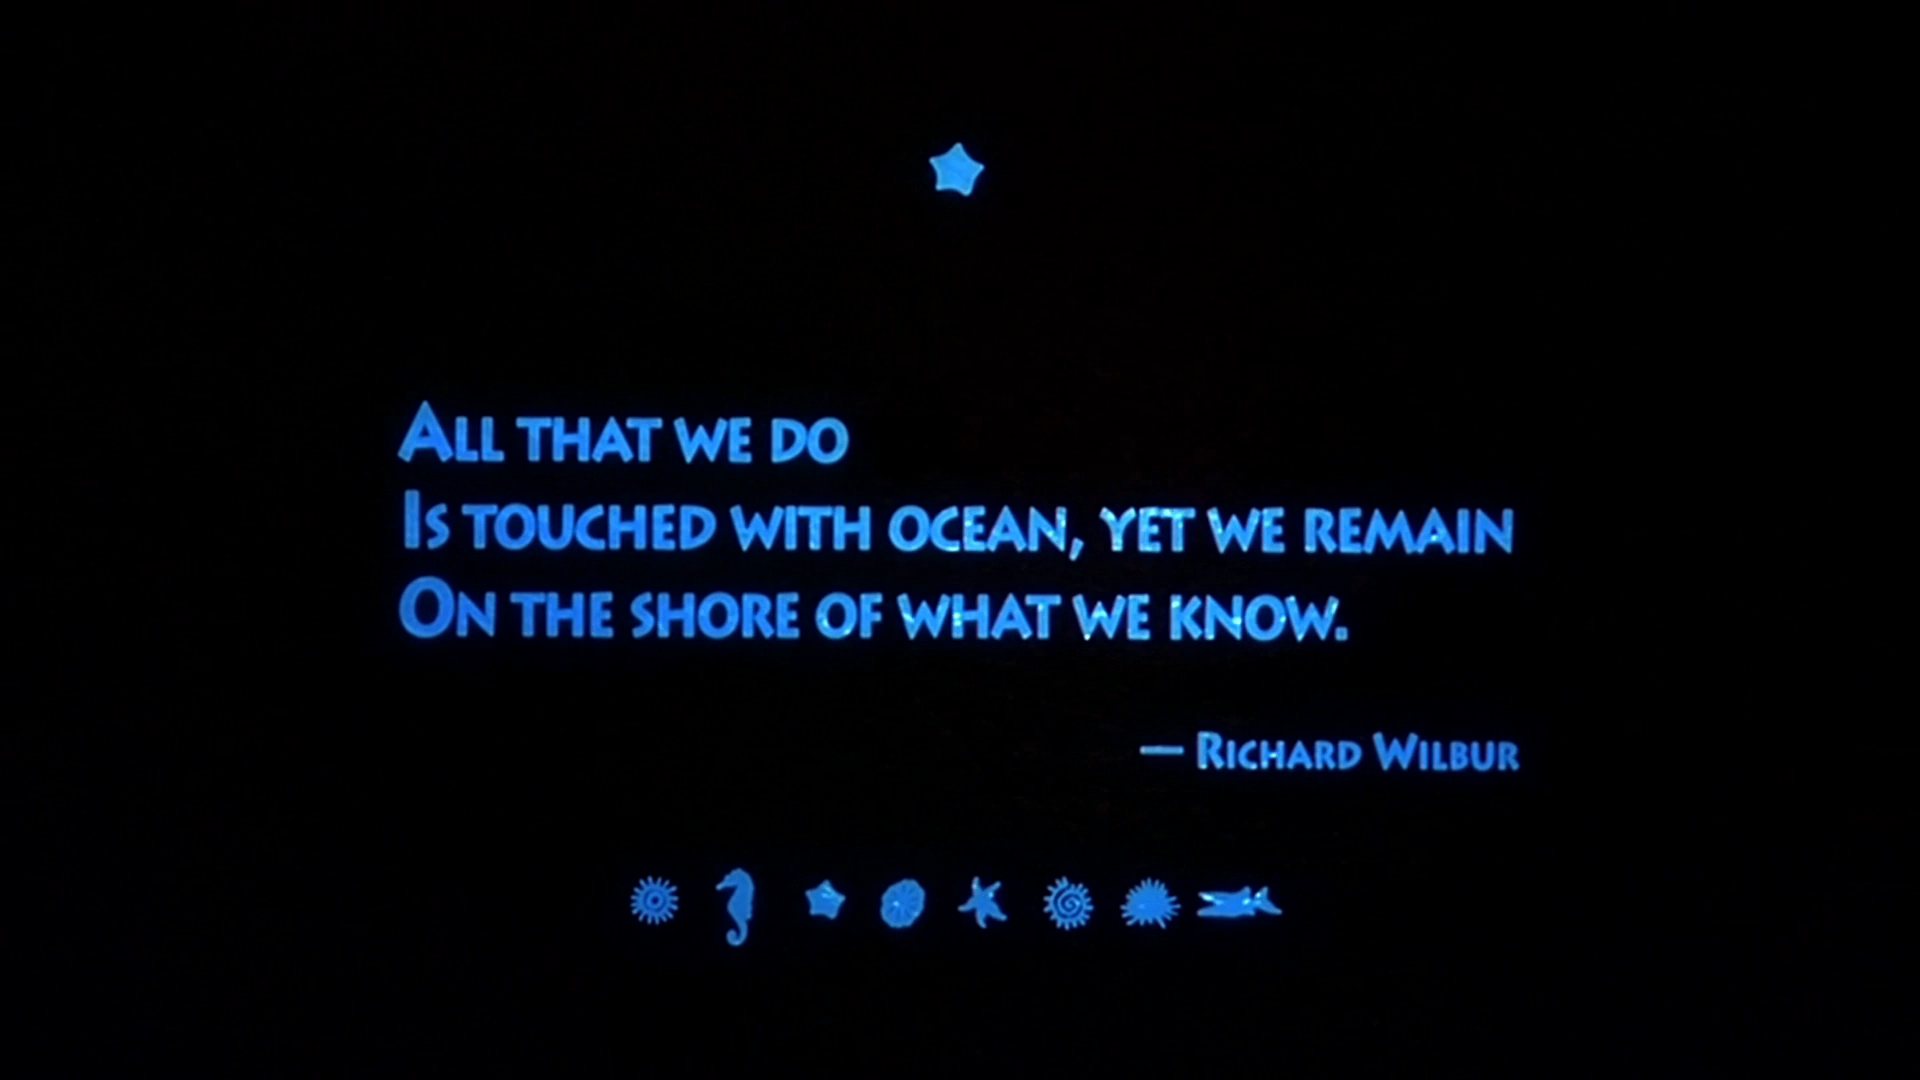 All that we do
Is touched with ocean, yet we remain
On the shore of what we know.
— Richard Wilbur